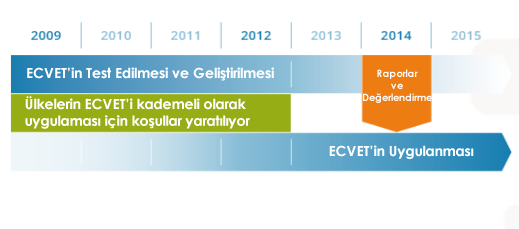 2009 2010 2011 2012 2013 2014 2015
ECVET'in Test Edilmesi ve Geliştirilmesi
Raporlar
ve
Değerlendirme
Ülkelerin ECVET'i kademeli olarak
uygulaması için koşullar yaratılıyor
ECVET'in Uygulanması